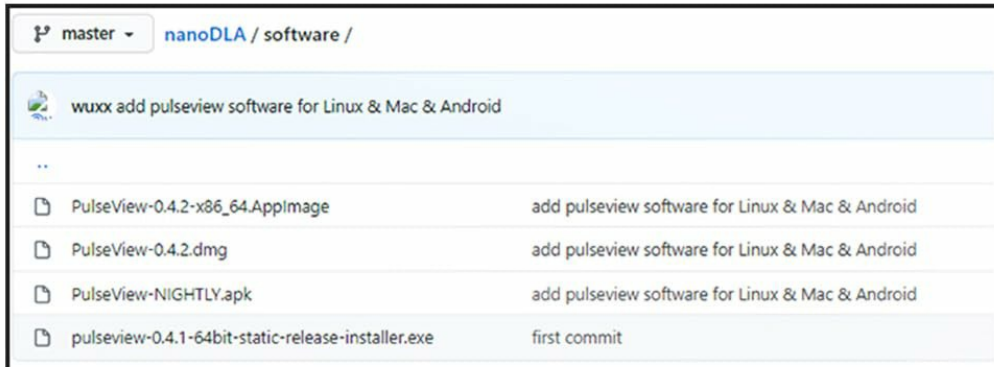 master
nanoDLA / software /
wuxx add pulseview software for Linux & Mac & Android
..
PulseView-0.4.2-x86_64.AppImage add pulseview software for Linux & Mac & Android
PulseView-0.4.2.dmg add pulseview software for Linux & Mac & Android
PulseView-NIGHTLY.apk add pulseview software for Linux & Mac & Android
pulseview-0.4.1-64bit-static-release-installer.exe first commit